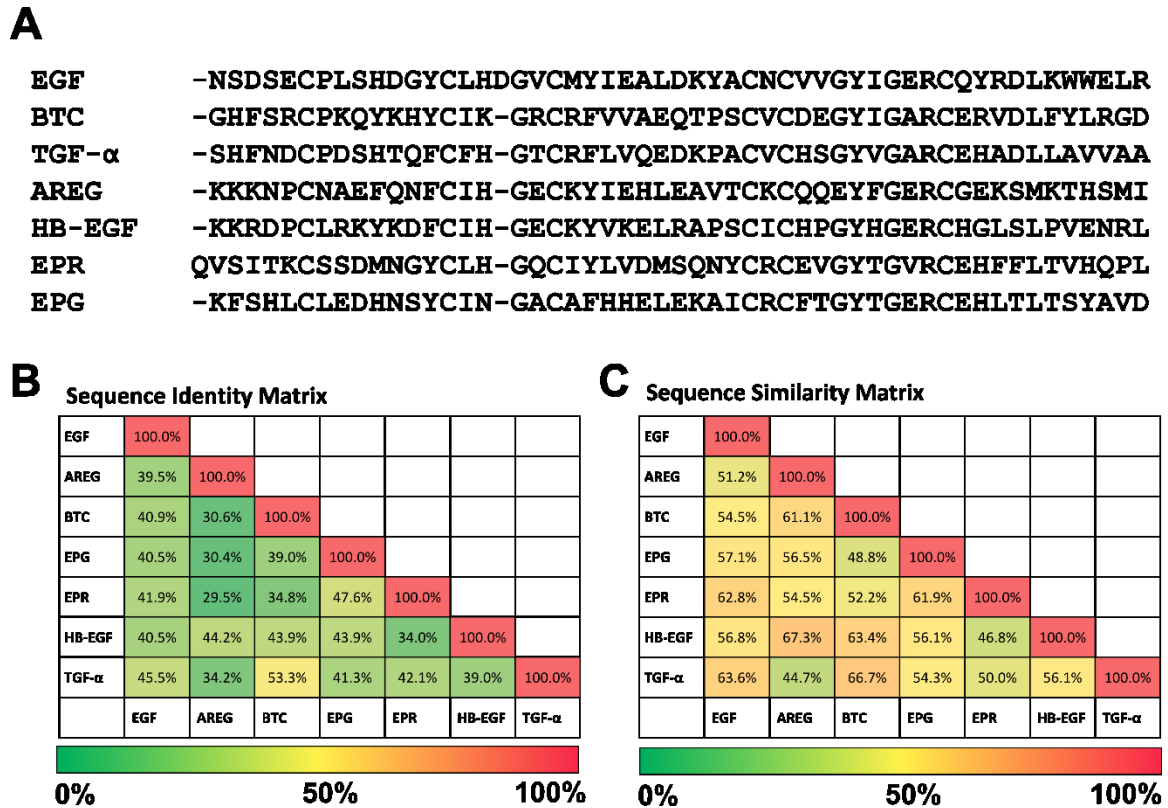 A
EGF -NSDSECPLSHDGYCLHDGVCMYIEALDKYACNCVVGYIGERCQYRDLKWWELR
BTC -GHFSRCPKQYKHYCIK-GRCRFVVAEQTPSCVCDEGYIGARCERVDLFYLRGD
TGF-α -SHFNDCPDSHTQFCFH-GTCRFLVQEDKPACVCHSGYVGARCEHADLLAVVAA
AREG -KKKNPCNAEFQNFCIH-GECKYIEHLEAVTCKCQQEYFGERCGEKSMKTHSMI
HB-EGF -KKRDPCLRKYKDFCIH-GECKYVKELRAPSCICHPGYHGERCHGLSLPVENRL
EPR QVSITKCSSDMNGYCLH-GQCIYLVDMSQNYCRCEVGYTGVRCEHFFLTVHQPL
EPG -KFSHLCLEDHNSYCIN-GACAFHHELEKAICRCFTGYTGERCEHLTLTSYAVD
B Sequence Identity Matrix
EGF 100.0%
AREG 39.5% 100.0%
BTC 40.9% 30.6% 100.0%
EPG 40.5% 30.4% 39.0% 100.0%
EPR 41.9% 29.5% 34.8% 47.6% 100.0%
HB-EGF 40.5% 44.2% 43.9% 43.9% 34.0% 100.0%
TGF-α 45.5% 34.2% 53.3% 41.3% 42.1% 39.0% 100.0%
EGF AREG BTC EPG EPR HB-EGF TGF-α
0% 50% 100%
C Sequence Similarity Matrix
EGF 100.0%
AREG 51.2% 100.0%
BTC 54.5% 61.1% 100.0%
EPG 57.1% 56.5% 48.8% 100.0%
EPR 62.8% 54.5% 52.2% 61.9% 100.0%
HB-EGF 56.8% 67.3% 63.4% 56.1% 46.8% 100.0%
TGF-α 63.6% 44.7% 66.7% 54.3% 50.0% 56.1% 100.0%
EGF AREG BTC EPG EPR HB-EGF TGF-α
0% 50% 100%